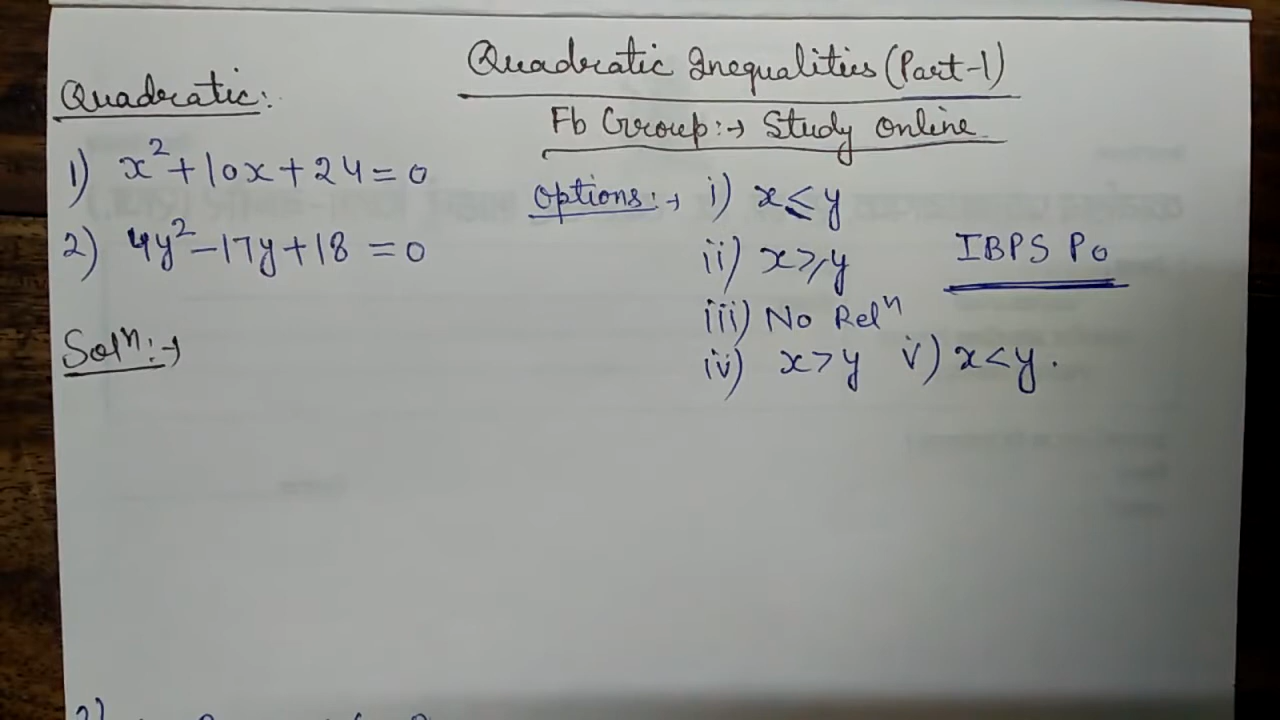 Quadratic Inequalities (Part-1)
Fb Group:→ Study Online
Quadratic:
1) x²+10x+24=0
2) 4y²-17y+18=0
Solⁿ:→
Options:→ i) x≤y
ii) x≥y
iii) No Relⁿ
iv) x>y v) x<y.
IBPS PO